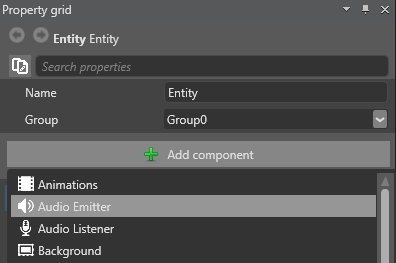 Property grid
Entity Entity
Search properties
Name Entity
Group Group0
Add component
Animations
Audio Emitter
Audio Listener
Background